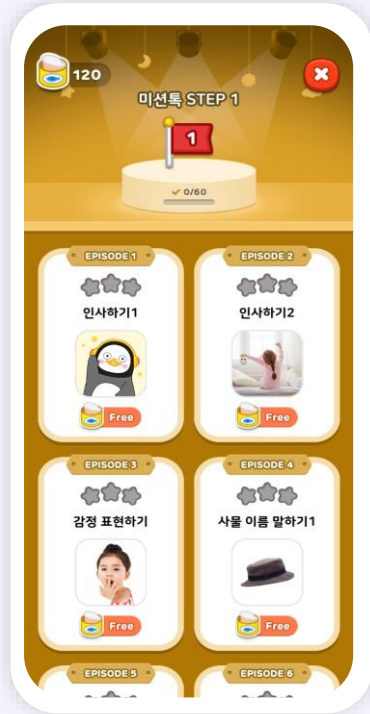 120
미션톡 STEP 1
1
0/60
EPISODE 1
인사하기1
Free
EPISODE 2
인사하기2
Free
EPISODE 3
감정 표현하기
Free
EPISODE 4
사물 이름 말하기1
Free
EPISODE 5
EPISODE 6